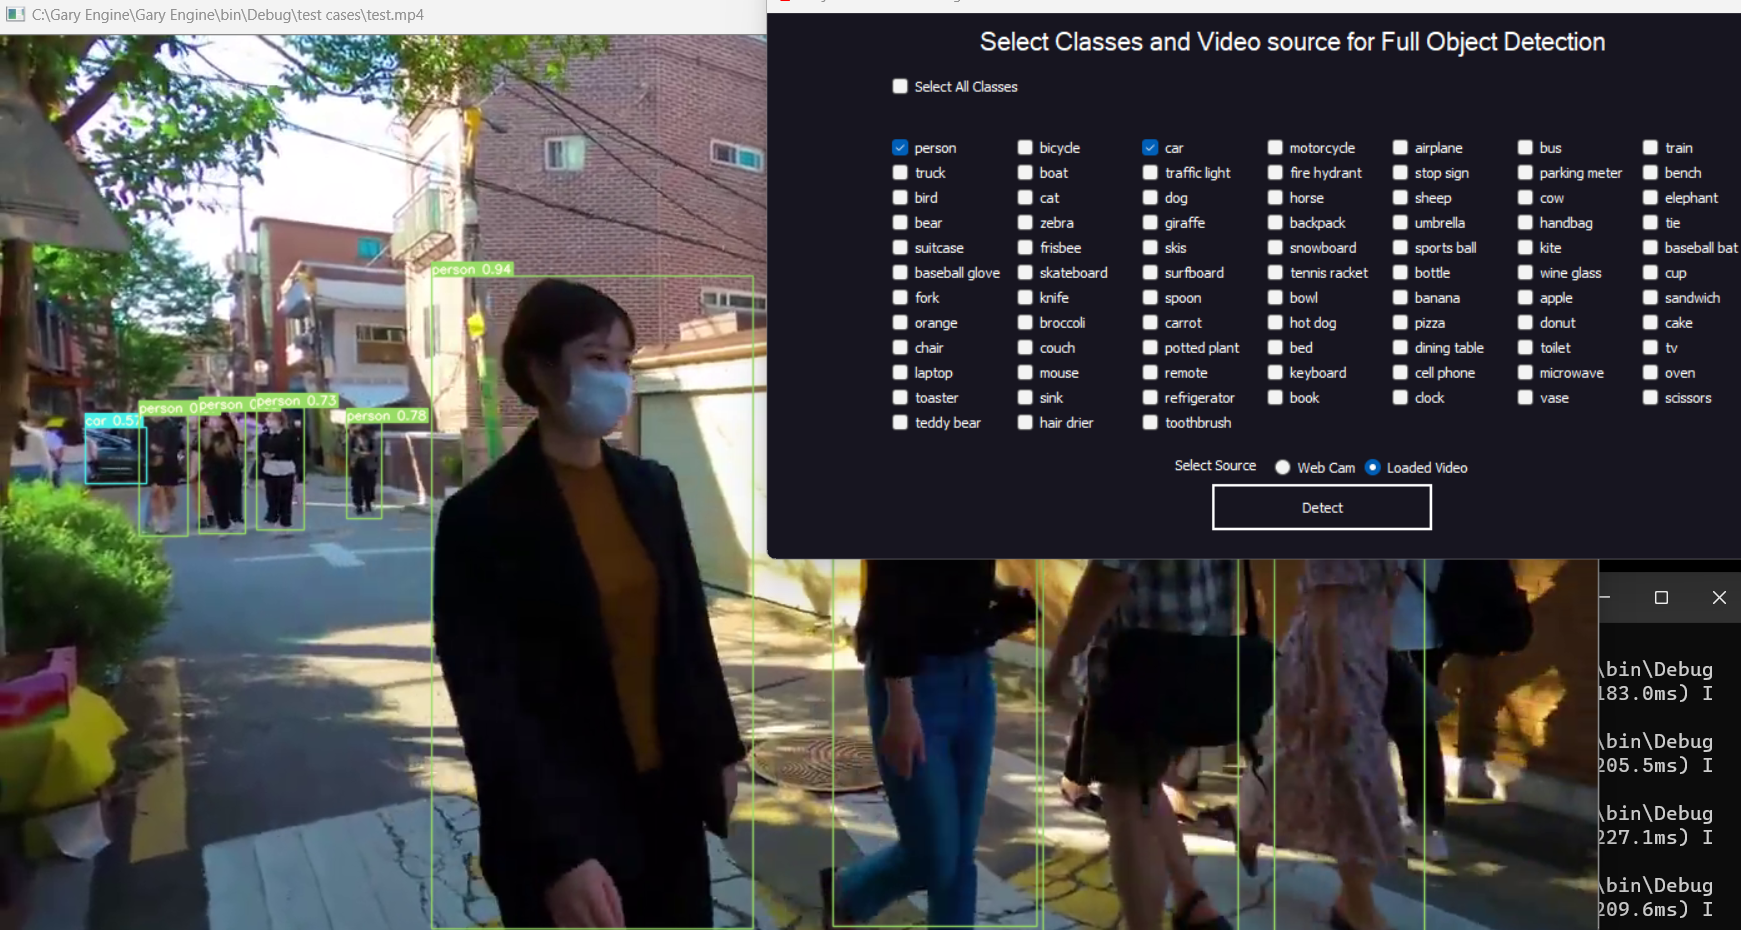 C:\Gary Engine\Gary Engine\bin\Debug\test cases\test.mp4
Select Classes and Video source for Full Object Detection
Select All Classes
person bicycle car motorcycle airplane bus train
truck boat traffic light fire hydrant stop sign parking meter bench
bird cat dog horse sheep cow elephant
bear zebra giraffe backpack umbrella handbag tie
suitcase frisbee skis snowboard sports ball kite baseball bat
baseball glove skateboard surfboard tennis racket bottle wine glass cup
fork knife spoon bowl banana apple sandwich
orange broccoli carrot hot dog pizza donut cake
chair couch potted plant bed dining table toilet tv
laptop mouse remote keyboard cell phone microwave oven
toaster sink refrigerator book clock vase scissors
teddy bear hair drier toothbrush
Select Source Web Cam Loaded Video
Detect
person 0.94
person person person 0.73
person 0.78
car 0.57
\bin\Debug
183.0ms) I
\bin\Debug
205.5ms) I
\bin\Debug
227.1ms) I
\bin\Debug
209.6ms) I